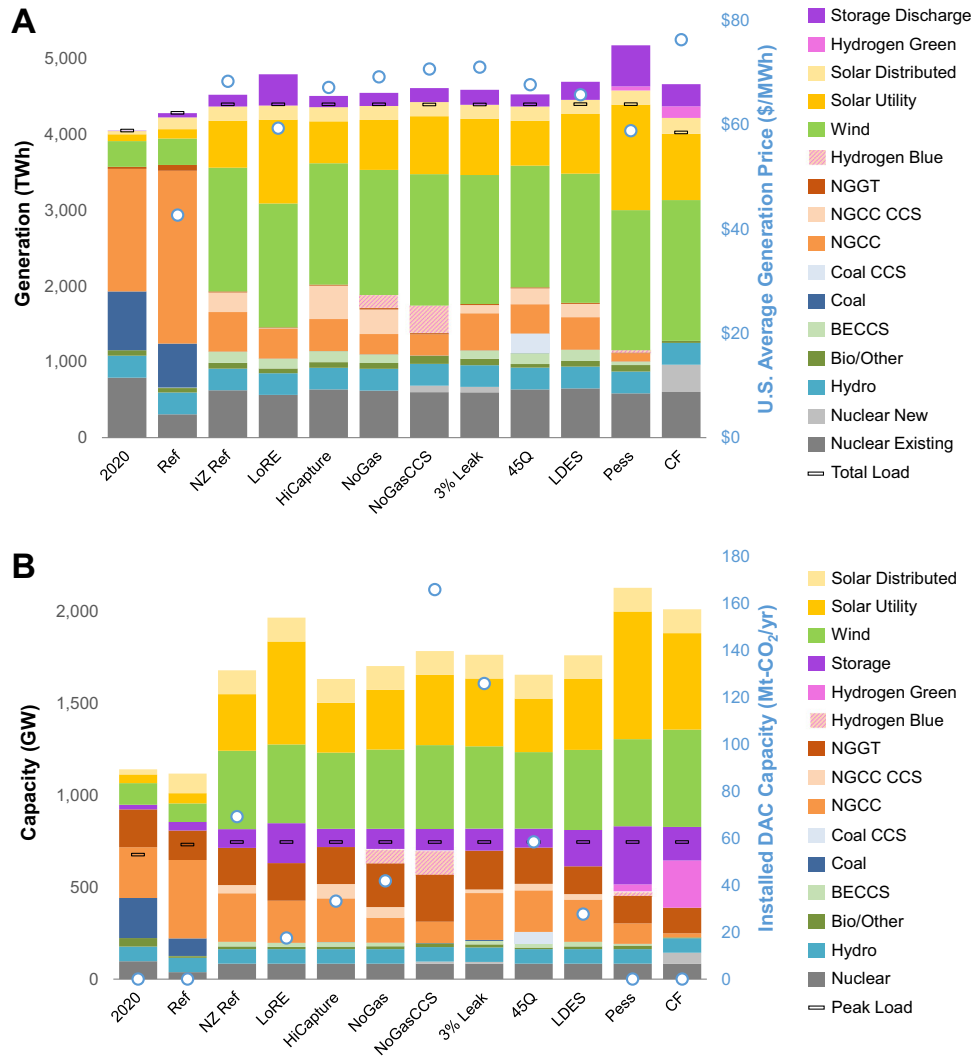 A
5,000
4,000
3,000
2,000
1,000
0
Generation (TWh)
$80
$60
$40
$20
$0
U.S. Average Generation Price ($/MWh)
2020
Ref
NZ Ref
LoRE
HiCapture
NoGas
NoGasCCS
3% Leak
45Q
LDES
Pess
CF
Storage Discharge
Hydrogen Green
Solar Distributed
Solar Utility
Wind
Hydrogen Blue
NGGT
NGCC CCS
NGCC
Coal CCS
Coal
BECCS
Bio/Other
Hydro
Nuclear New
Nuclear Existing
Total Load
B
2,000
1,500
1,000
500
0
Capacity (GW)
180
160
140
120
100
80
60
40
20
0
Installed DAC Capacity (Mt-CO₂/yr)
2020
Ref
NZ Ref
LoRE
HiCapture
NoGas
NoGasCCS
3% Leak
45Q
LDES
Pess
CF
Solar Distributed
Solar Utility
Wind
Storage
Hydrogen Green
Hydrogen Blue
NGGT
NGCC CCS
NGCC
Coal CCS
Coal
BECCS
Bio/Other
Hydro
Nuclear
Peak Load